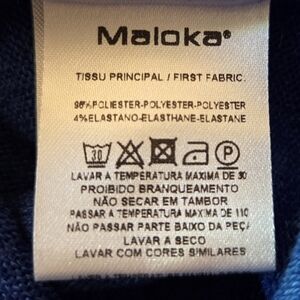 Maloka®
TISSU PRINCIPAL / FIRST FABRIC.
96%POLIESTER-POLYESTER-POLYESTER
4%ELASTANO-ELASTHANE-ELASTANE
30 P
LAVAR A TEMPERATURA MAXIMA DE 30
PROIBIDO BRANQUEAMENTO
NÃO SECAR EM TAMBOR
PASSAR A TEMPERATURA MAXIMA DE 110
NÃO PASSAR PARTE BAIXO DA PEÇA
LAVAR A SECO
LAVAR COM CORES SIMILARES